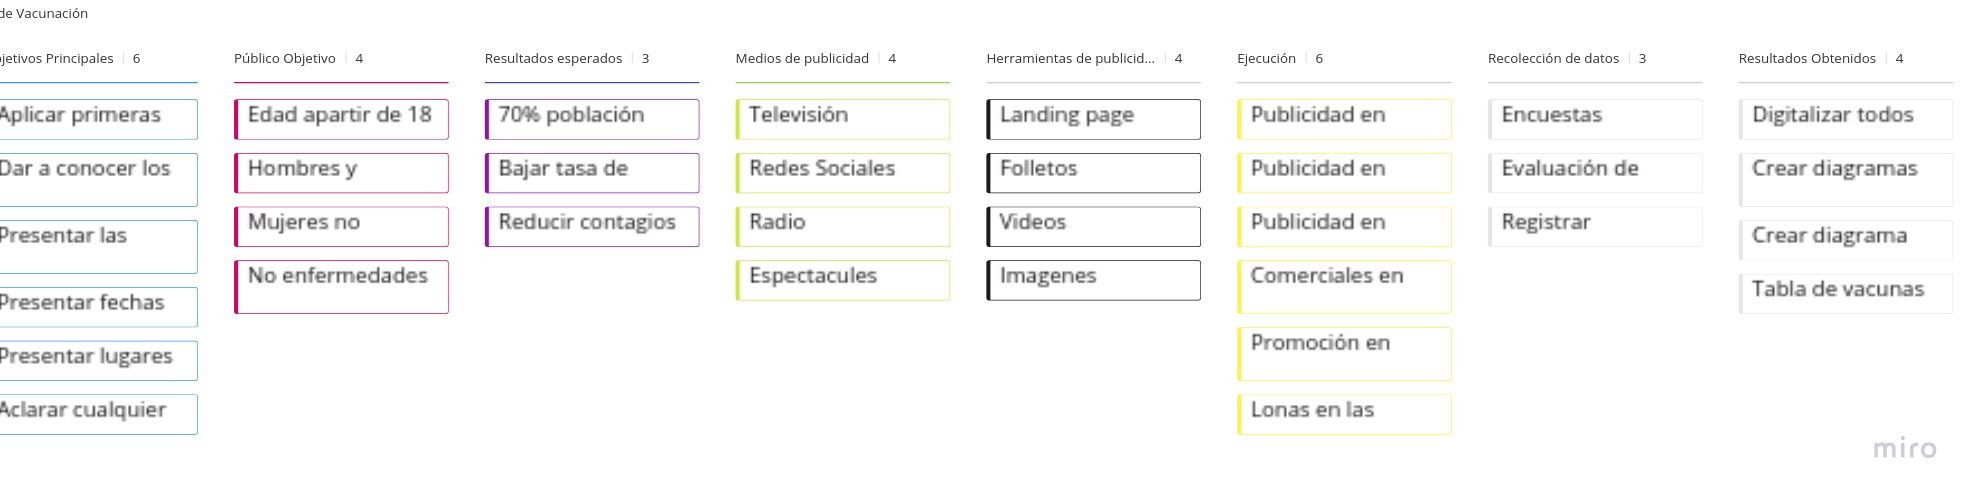 de Vacunación
jetivos Principales | 6
Aplicar primeras
Dar a conocer los
Presentar las
Presentar fechas
Presentar lugares
Aclarar cualquier
Público Objetivo | 4
Edad apartir de 18
Hombres y
Mujeres no
No enfermedades
Resultados esperados | 3
70% población
Bajar tasa de
Reducir contagios
Medios de publicidad | 4
Televisión
Redes Sociales
Radio
Espectacules
Herramientas de publicid... | 4
Landing page
Folletos
Videos
Imagenes
Ejecución | 6
Publicidad en
Publicidad en
Publicidad en
Comerciales en
Promoción en
Lonas en las
Recolección de datos | 3
Encuestas
Evaluación de
Registrar
Resultados Obtenidos | 4
Digitalizar todos
Crear diagramas
Crear diagrama
Tabla de vacunas
miro